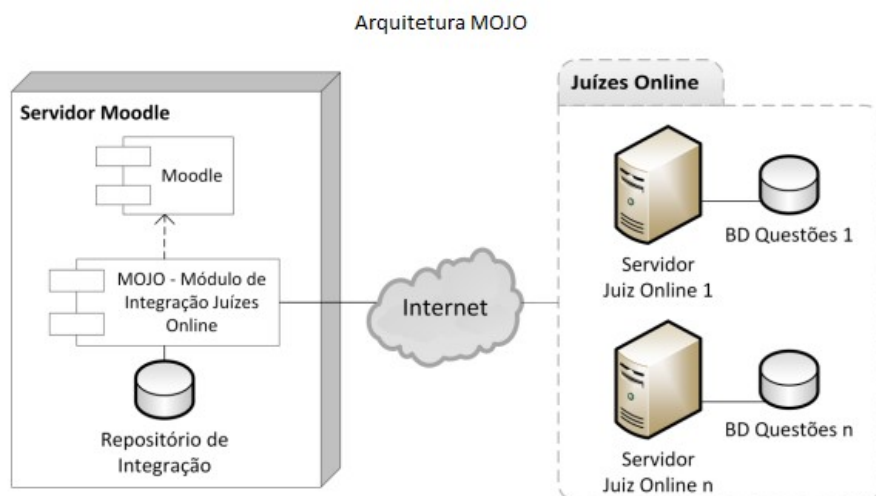 Arquitetura MOJO
Servidor Moodle
Moodle
MOJO - Módulo de
Integração Juízes
Online
Repositório de
Integração
Internet
Juízes Online
Servidor
Juiz Online 1
BD Questões 1
Servidor
Juiz Online n
BD Questões n